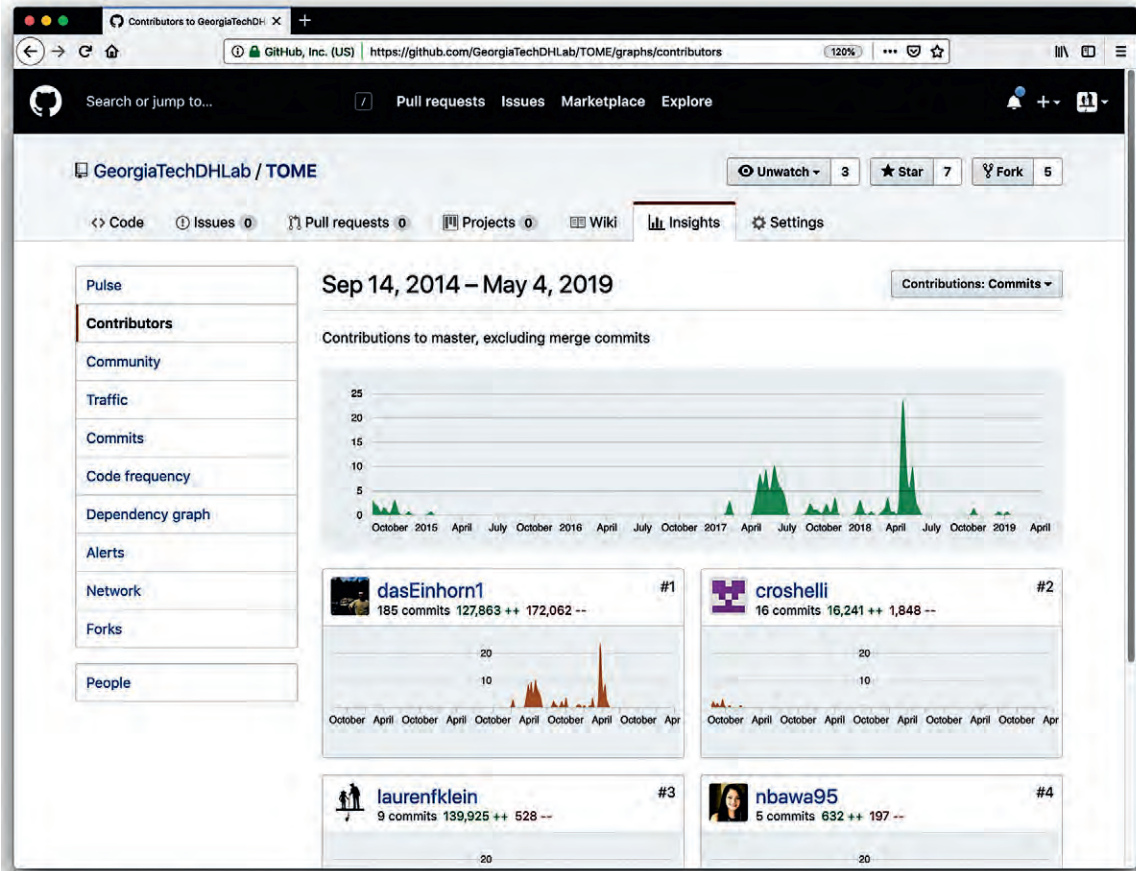 Contributors to GeorgiaTechDH
GitHub, Inc. (US) https://github.com/GeorgiaTechDHLab/TOME/graphs/contributors 120%
Search or jump to... / Pull requests Issues Marketplace Explore
GeorgiaTechDHLab / TOME Unwatch 3 Star 7 Fork 5
Code Issues 0 Pull requests 0 Projects 0 Wiki Insights Settings
Pulse
Contributors
Community
Traffic
Commits
Code frequency
Dependency graph
Alerts
Network
Forks
People
Sep 14, 2014 – May 4, 2019 Contributions: Commits
Contributions to master, excluding merge commits
25
20
15
10
5
0
October 2015 April July October 2016 April July October 2017 April July October 2018 April July October 2019 April
dasEinhorn1 #1
185 commits 127,863 ++ 172,062 --
20
10
October April October April October April October April October Apr
croshelli #2
16 commits 16,241 ++ 1,848 --
20
10
October April October April October April October April October Apr
laurenfklein #3
9 commits 139,925 ++ 528 --
20
nbawa95 #4
5 commits 632 ++ 197 --
20